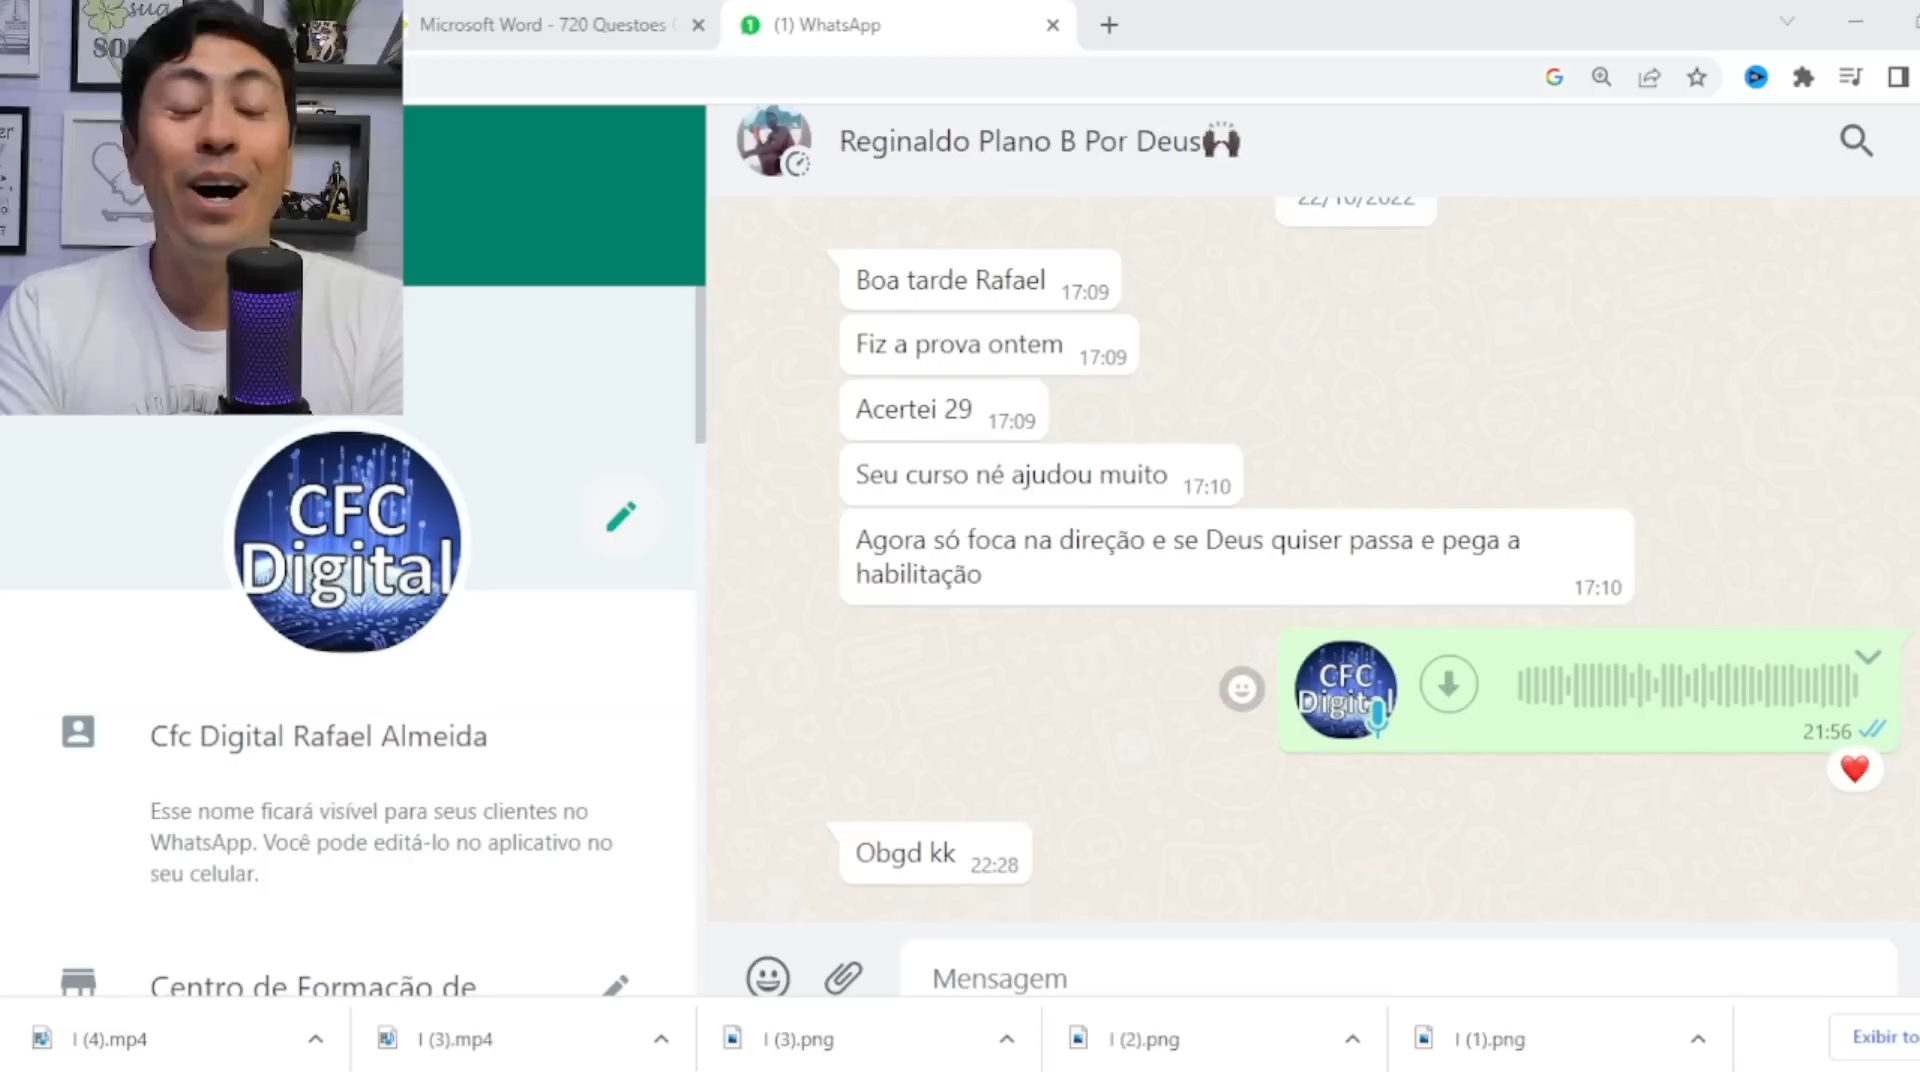 Microsoft Word - 720 Questoes
(1) WhatsApp
Reginaldo Plano B Por Deus🙌🏿
22/10/2022
Boa tarde Rafael 17:09
Fiz a prova ontem 17:09
Acertei 29 17:09
Seu curso né ajudou muito 17:10
Agora só foca na direção e se Deus quiser passa e pega a
habilitação
17:10
CFC
Digital
21:56
Obgd kk 22:28
Mensagem
CFC
Digital
Cfc Digital Rafael Almeida
Esse nome ficará visível para seus clientes no
WhatsApp. Você pode editá-lo no aplicativo no
seu celular.
Centro de Formação de
I (4).mp4
I (3).mp4
I (3).png
I (2).png
I (1).png
Exibir to